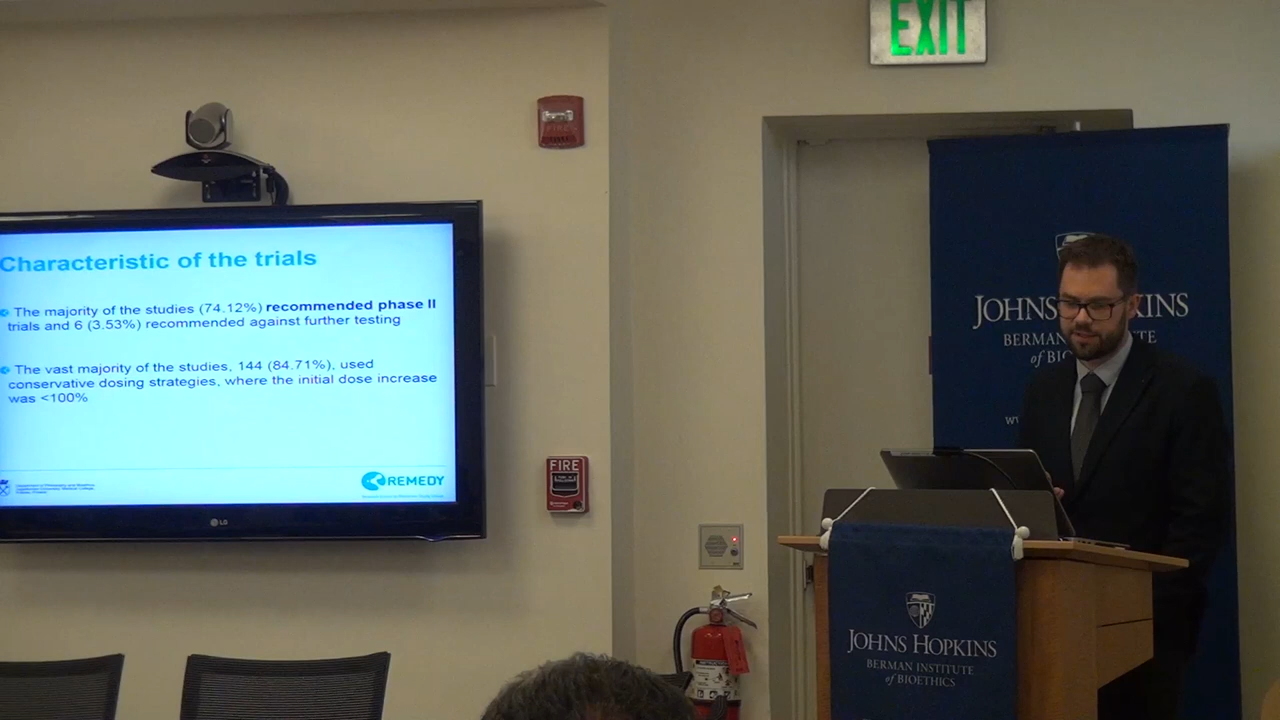 EXIT
FIRE
Characteristic of the trials
The majority of the studies (74.12%) recommended phase II
trials and 6 (3.53%) recommended against further testing
The vast majority of the studies, 144 (84.71%), used
conservative dosing strategies, where the initial dose increase
was <100%
REMEDY
LG
FIRE
JOHNS KINS
BERMAN INSTITUTE
of BIO
JOHNS HOPKINS
BERMAN INSTITUTE
of BIOETHICS